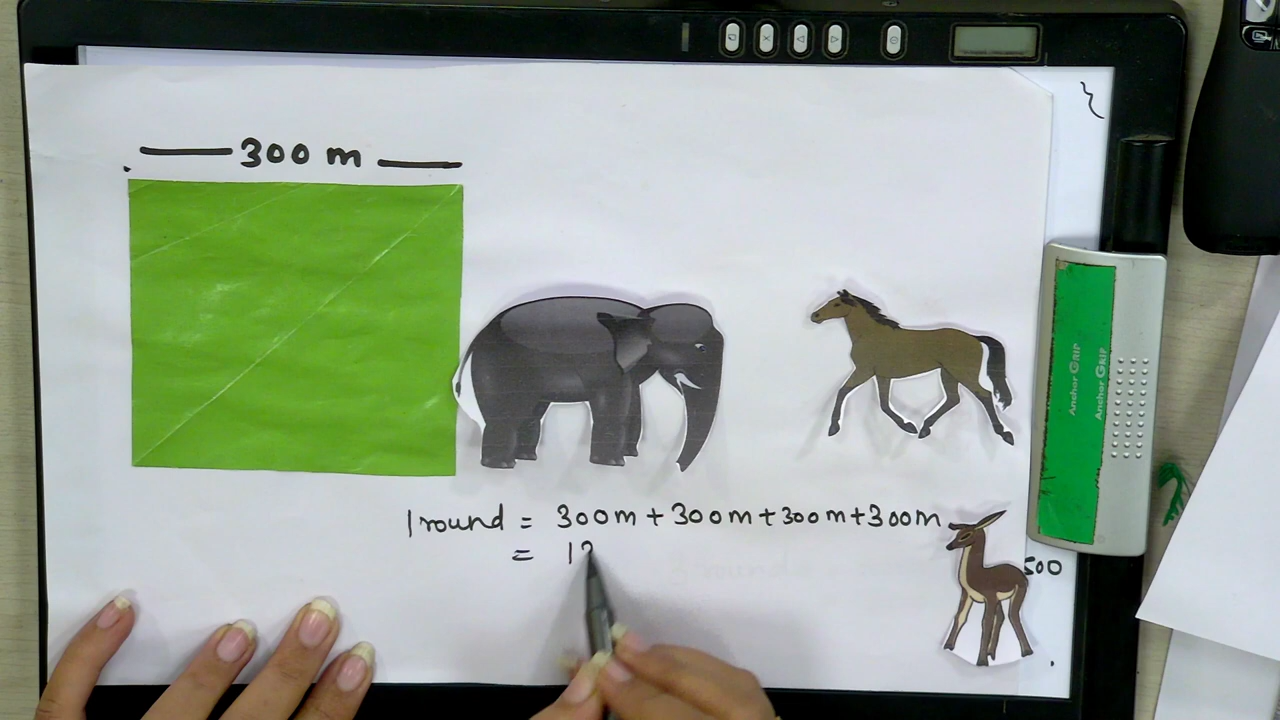 300 m
1 round = 300m + 300m + 300m + 300m
= 12
500
Anchor GRIP
Anchor GRIP